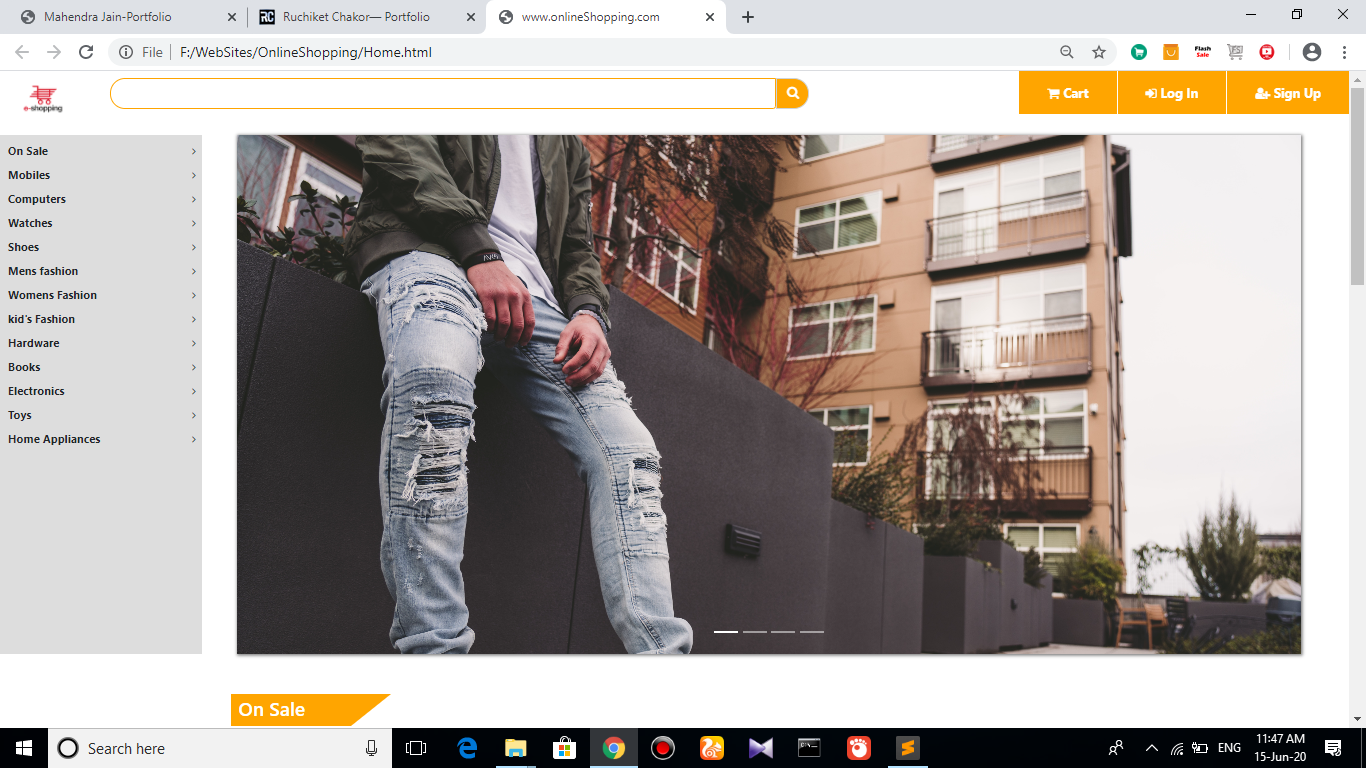 Mahendra Jain-Portfolio
Ruchiket Chakor— Portfolio
www.onlineShopping.com
File
F:/WebSites/OnlineShopping/Home.html
Flash
Sale
e-shopping
Cart
Log In
Sign Up
On Sale
Mobiles
Computers
Watches
Shoes
Mens fashion
Womens Fashion
kid's Fashion
Hardware
Books
Electronics
Toys
Home Appliances
On Sale
Search here
ENG
11:47 AM
15-Jun-20